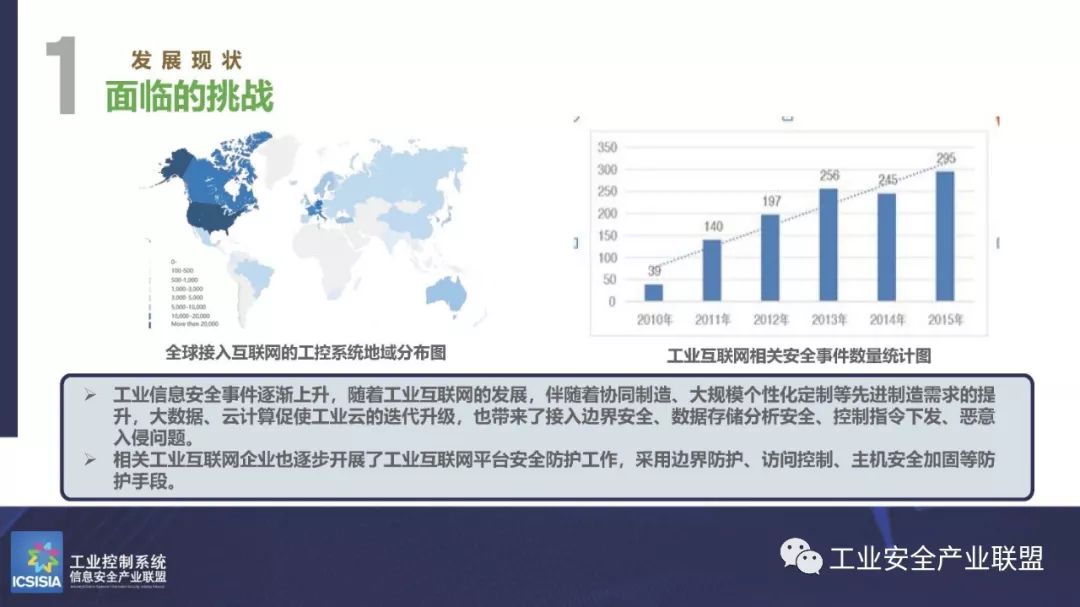 1
发展现状
面临的挑战
0-
100-500
500-1,000
1,000-3,000
3,000-5,000
5,000-10,000
10,000-20,000
More than 20,000
全球接入互联网的工控系统地域分布图
350
300
250
200
150
100
50
0
39
140
197
256
245
295
2010年
2011年
2012年
2013年
2014年
2015年
工业互联网相关安全事件数量统计图
工业信息安全事件逐渐上升，随着工业互联网的发展，伴随着协同制造、大规模个性化定制等先进制造需求的提
升，大数据、云计算促使工业云的迭代升级，也带来了接入边界安全、数据存储分析安全、控制指令下发、恶意
入侵问题。
相关工业互联网企业也逐步开展了工业互联网平台安全防护工作，采用边界防护、访问控制、主机安全加固等防
护手段。
ICSISIA
工业控制系统
信息安全产业联盟
工业安全产业联盟